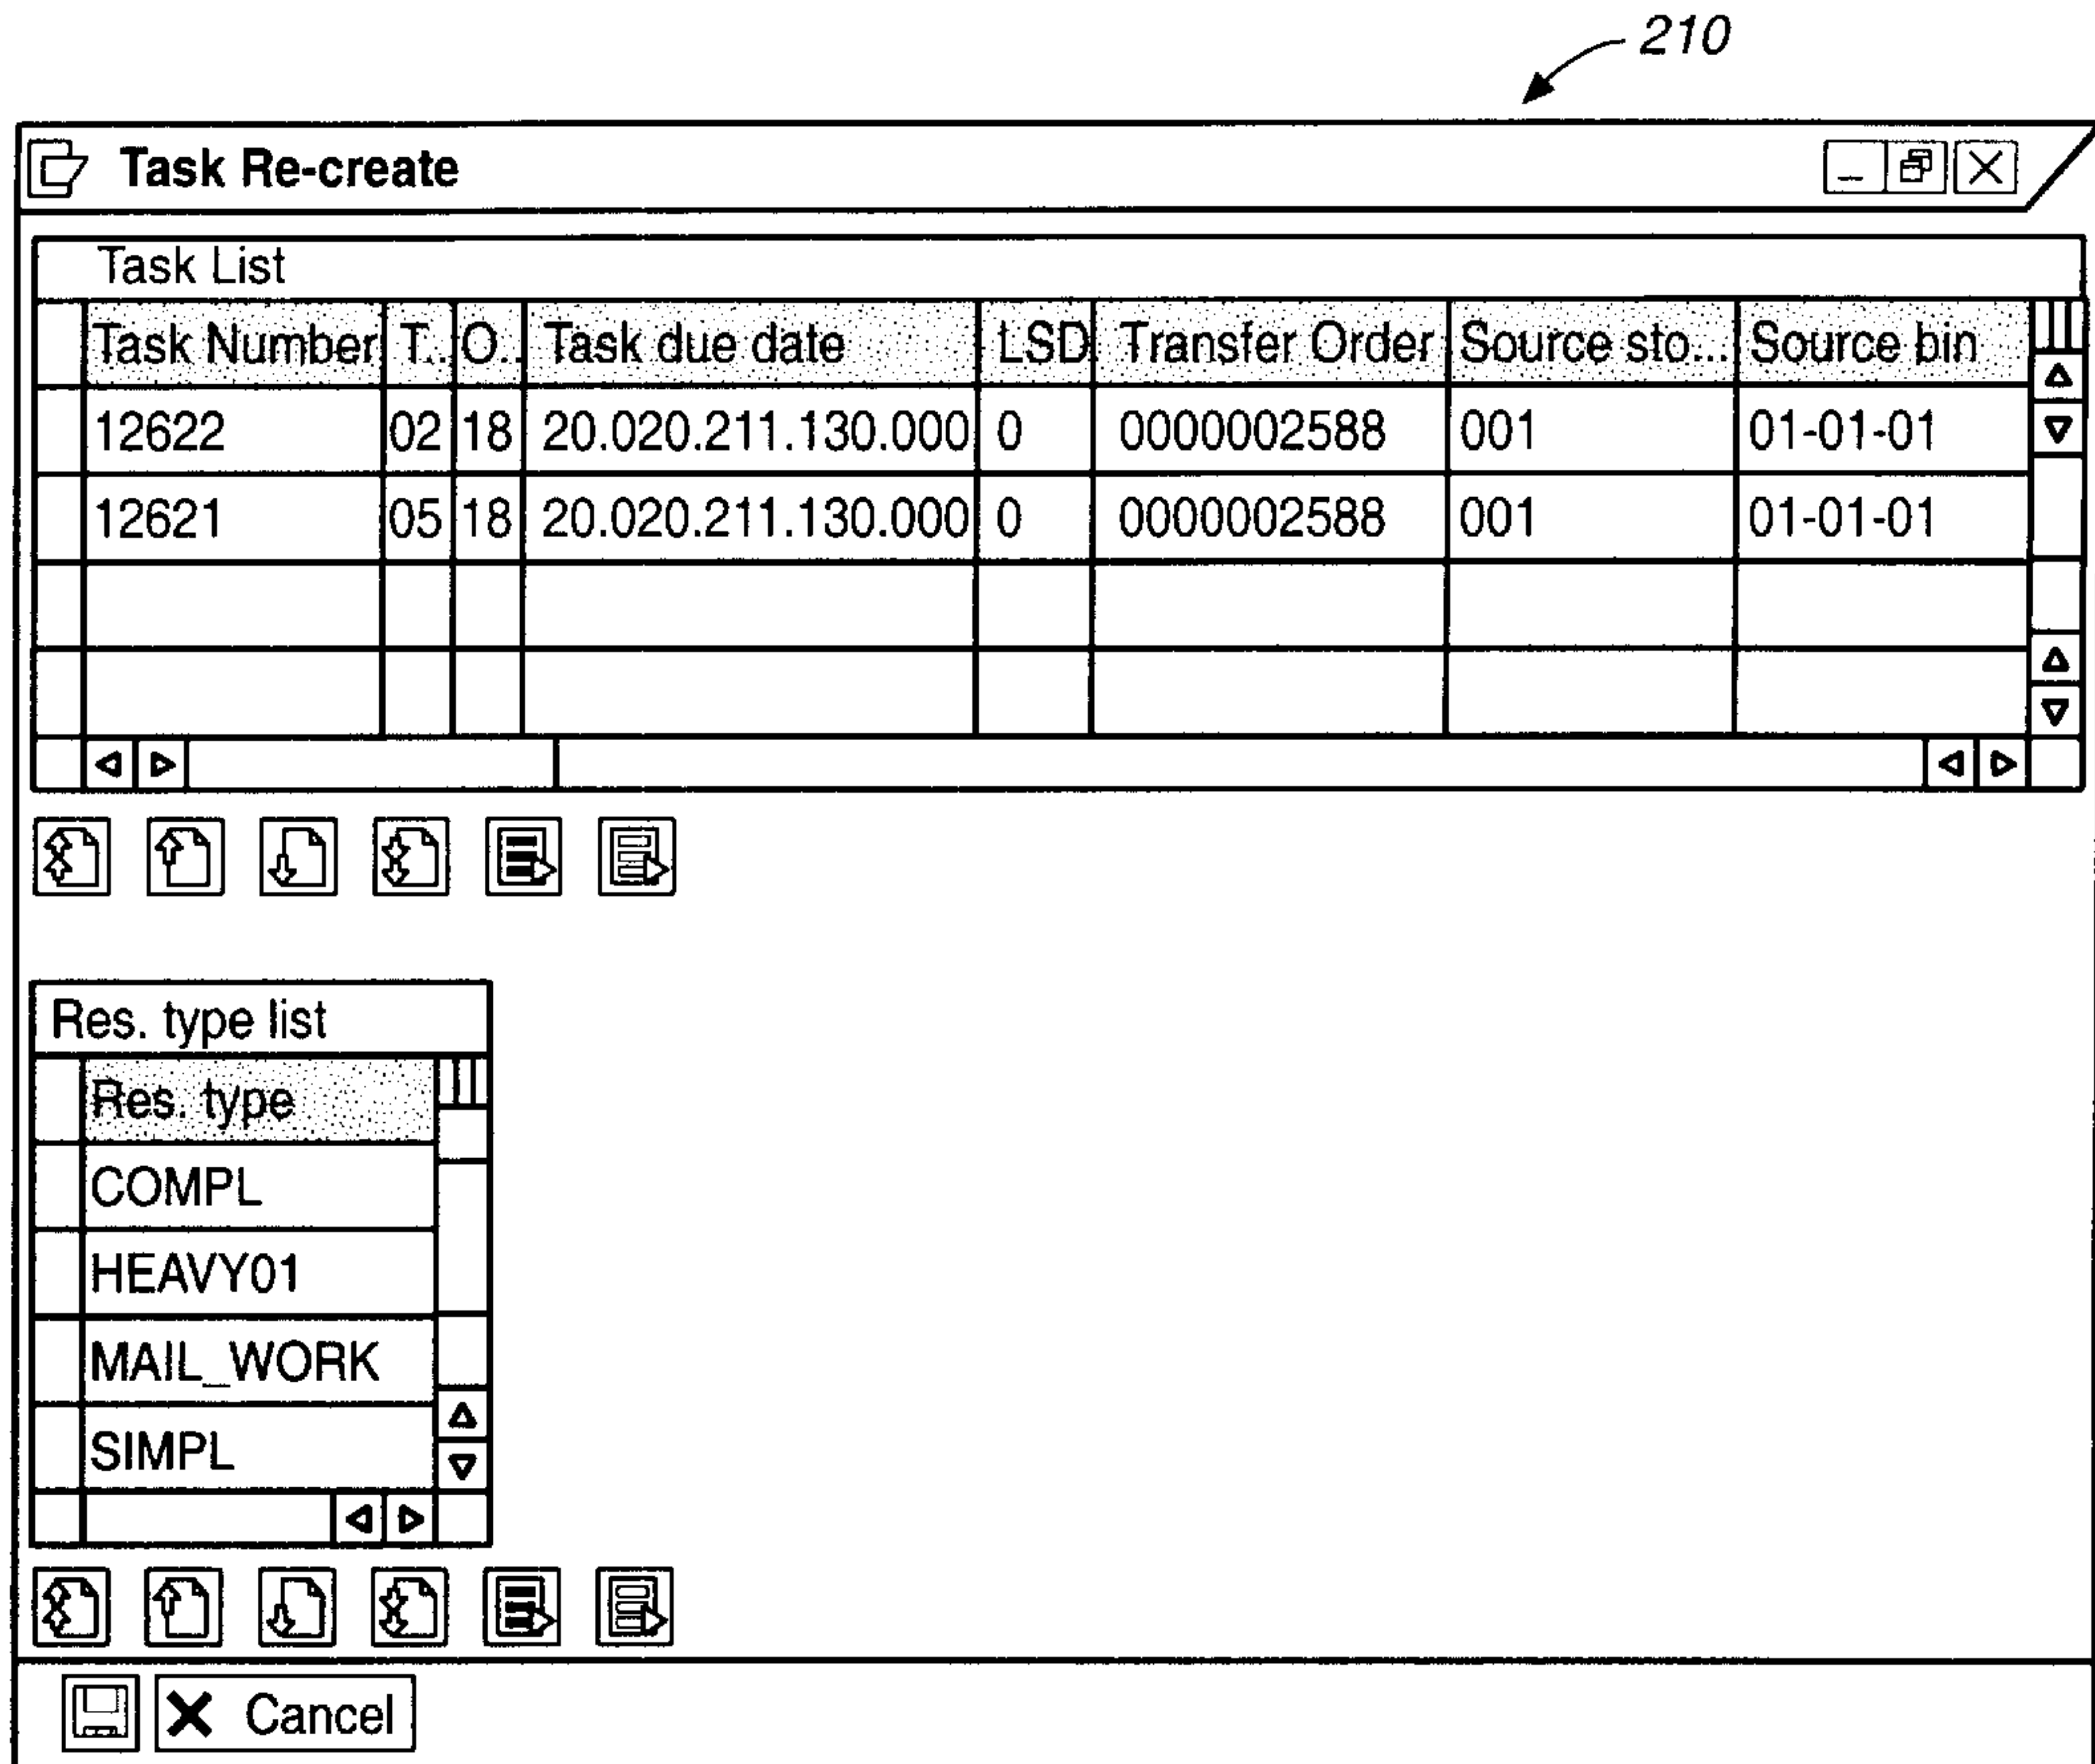 210
Task Re-create
Task List
Task Number T.. O.. Task due date LSD Transfer Order Source sto... Source bin
12622 02 18 20.020.211.130.000 0 0000002588 001 01-01-01
12621 05 18 20.020.211.130.000 0 0000002588 001 01-01-01
Res. type list
Res. type
COMPL
HEAVY01
MAIL_WORK
SIMPL
Cancel